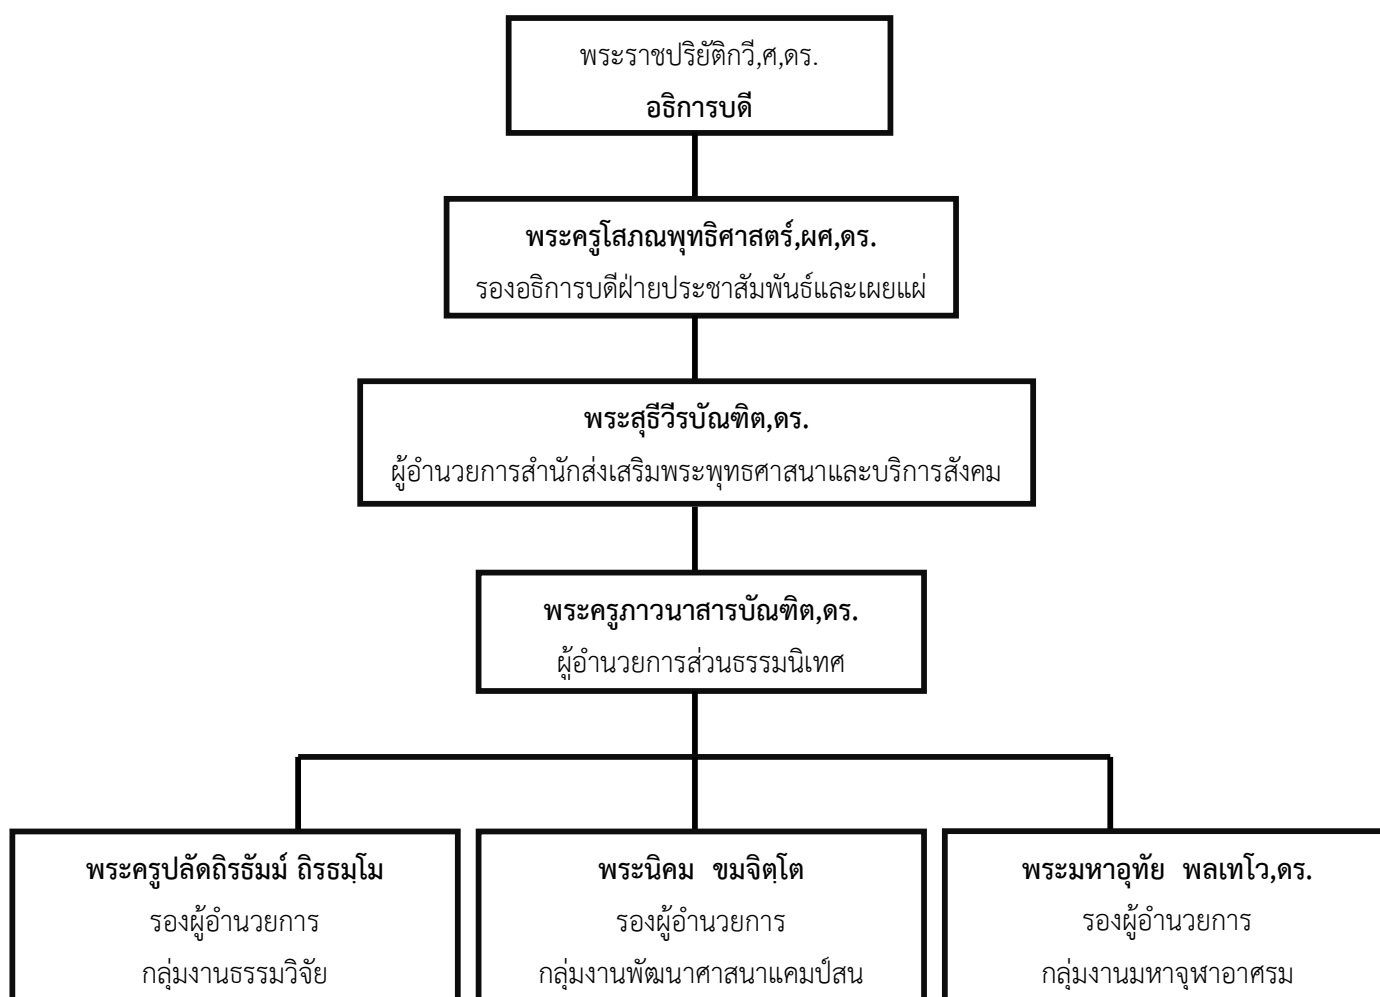 พระราชปริยัติกวี,ศ,ดร.
อธิการบดี
พระครูโสภณพุทธิศาสตร์,ผศ,ดร.
รองอธิการบดีฝ่ายประชาสัมพันธ์และเผยแผ่
พระสุธีวีรบัณฑิต,ดร.
ผู้อำนวยการสำนักส่งเสริมพระพุทธศาสนาและบริการสังคม
พระครูภาวนาสารบัณฑิต,ดร.
ผู้อำนวยการส่วนธรรมนิเทศ
พระครูปลัดถิรธัมม์ ถิรธมฺโม
รองผู้อำนวยการ
กลุ่มงานธรรมวิจัย
พระนิคม ขมจิตฺโต
รองผู้อำนวยการ
กลุ่มงานพัฒนาศาสนาแคมป์สน
พระมหาอุทัย พลเทโว,ดร.
รองผู้อำนวยการ
กลุ่มงานมหาจุฬาอาศรม